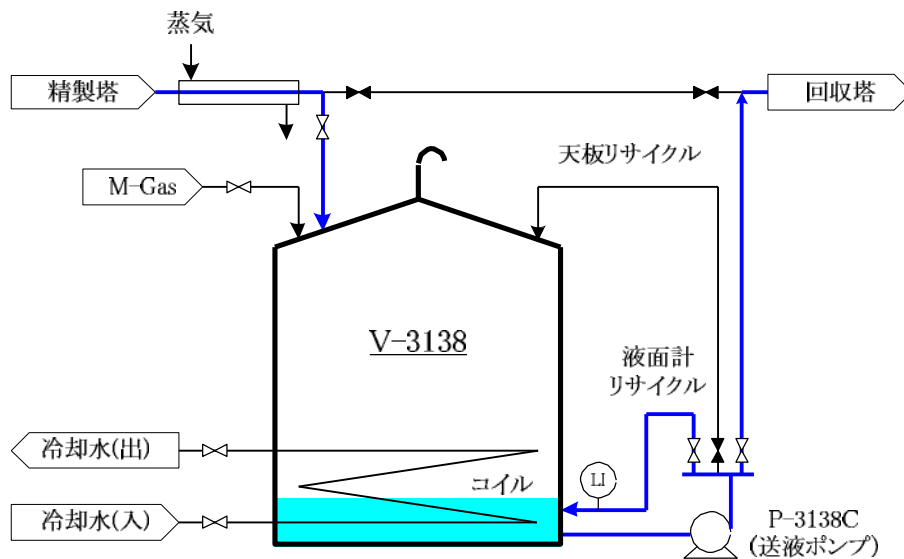 蒸気
精製塔
回収塔
天板リサイクル
M-Gas
V-3138
液面計
リサイクル
冷却水(出)
コイル
LI
冷却水(入)
P-3138C
(送液ポンプ)